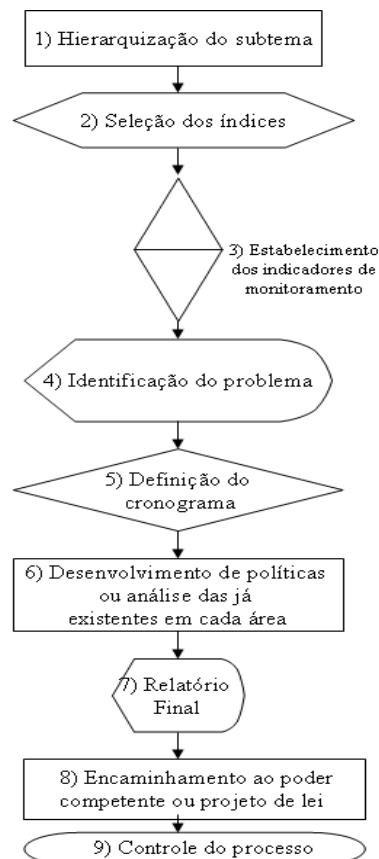 1) Hierarquização do subtema
2) Seleção dos índices
3) Estabelecimento
dos indicadores de
monitoramento
4) Identificação do problema
5) Definição do
cronograma
6) Desenvolvimento de políticas
ou análise das já
existentes em cada área
7) Relatório
Final
8) Encaminhamento ao poder
competente ou projeto de lei
9) Controle do processo